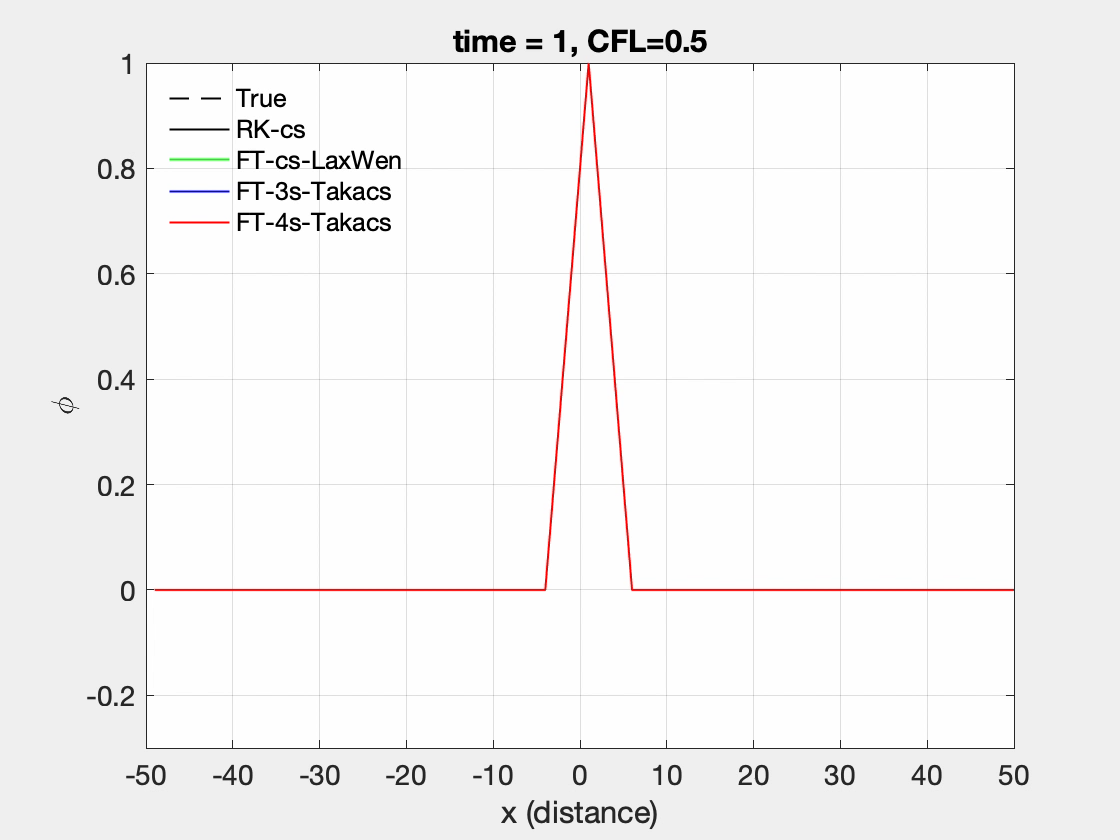 time = 1, CFL=0.5
True
RK-cs
FT-cs-LaxWen
FT-3s-Takacs
FT-4s-Takacs
1
0.8
0.6
0.4
0.2
0
-0.2
ϕ
-50 -40 -30 -20 -10 0 10 20 30 40 50
x (distance)